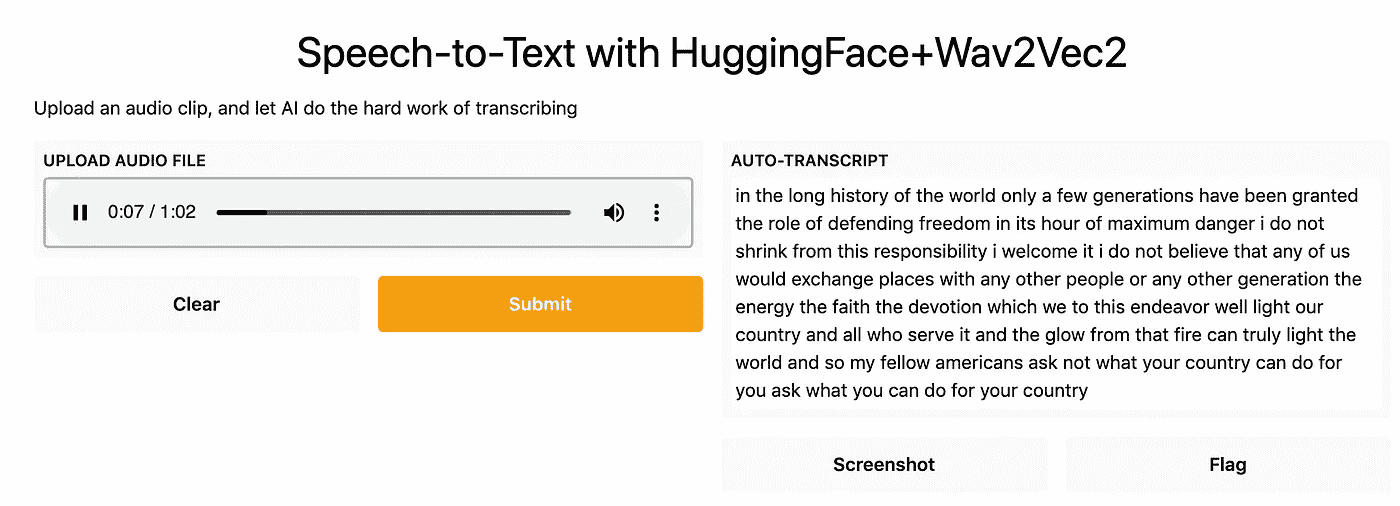 Speech-to-Text with HuggingFace+Wav2Vec2
Upload an audio clip, and let AI do the hard work of transcribing
UPLOAD AUDIO FILE
0:07 / 1:02
Clear
Submit
AUTO-TRANSCRIPT
in the long history of the world only a few generations have been granted
the role of defending freedom in its hour of maximum danger i do not
shrink from this responsibility i welcome it i do not believe that any of us
would exchange places with any other people or any other generation the
energy the faith the devotion which we to this endeavor well light our
country and all who serve it and the glow from that fire can truly light the
world and so my fellow americans ask not what your country can do for
you ask what you can do for your country
Screenshot
Flag